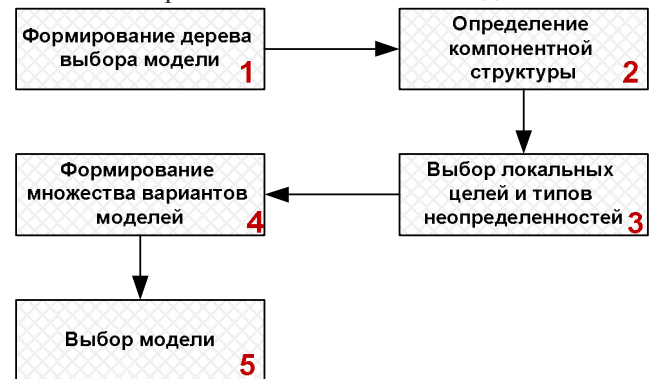 Формирование дерева
выбора модели
1
Определение
компонентной
структуры
2
Выбор локальных
целей и типов
неопределенностей
3
Формирование
множества вариантов
моделей
4
Выбор модели
5